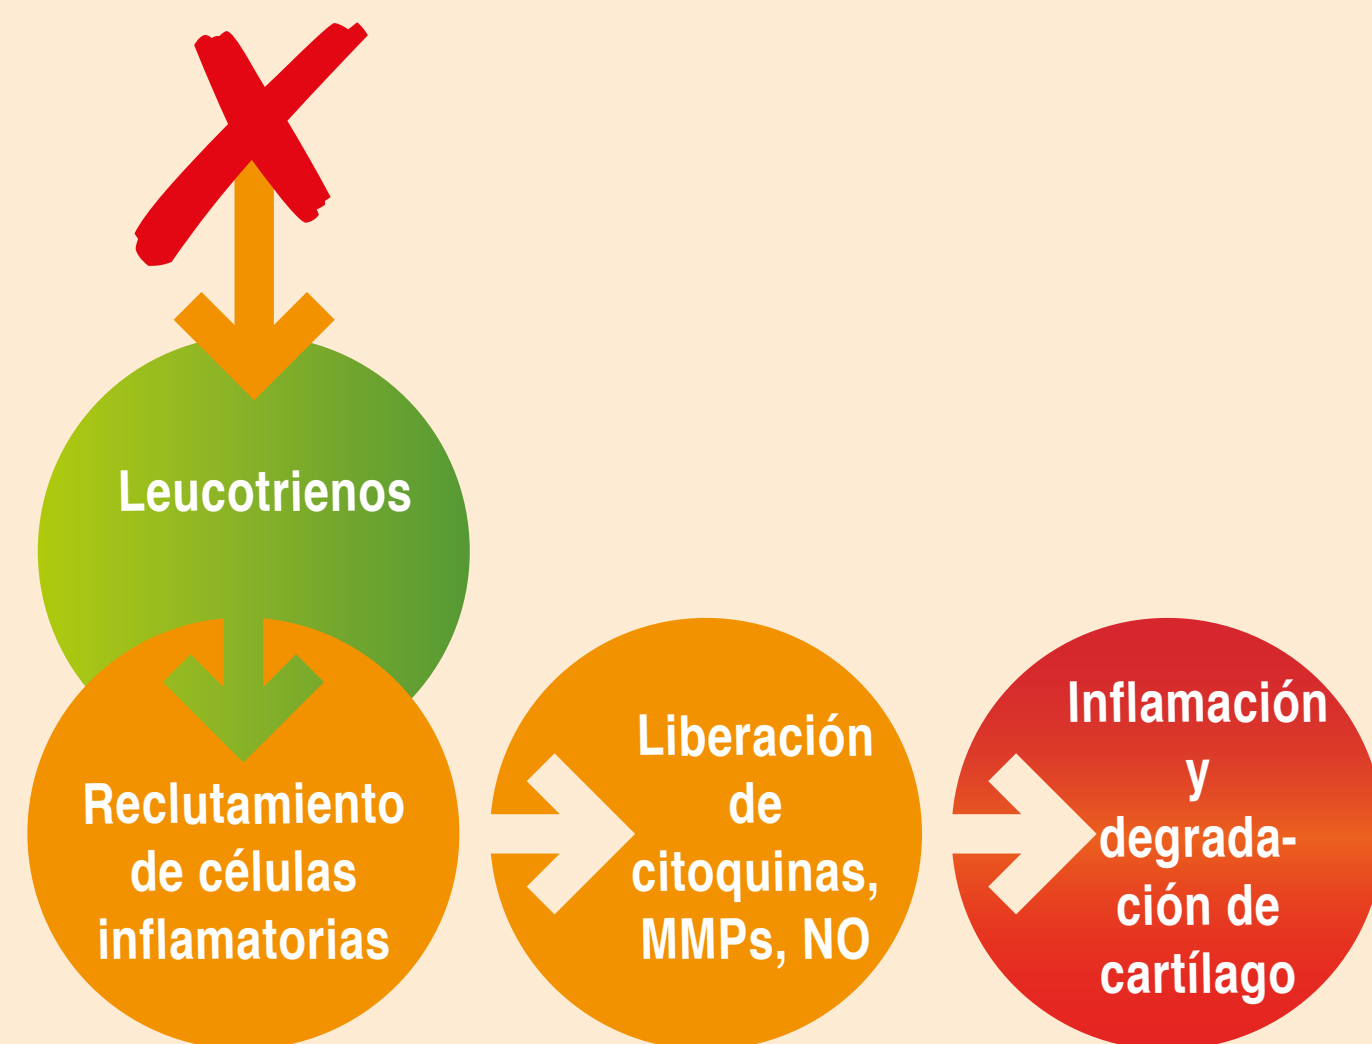 Leucotrienos
Reclutamiento
de células
inflamatorias
Liberación
de
citoquinas,
MMPs, NO
Inflamación
y
degrada-
ción de
cartílago